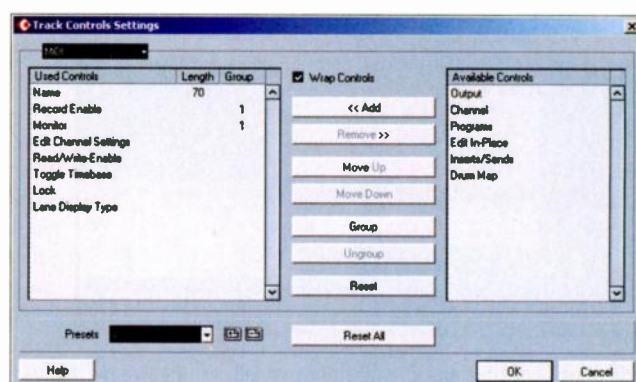 Track Controls Settings
MIDI
Used Controls Length Group
Name 70
Record Enable 1
Monitor 1
Edit Channel Settings
Read/Write-Enable
Toggle Timebase
Lock
Lane Display Type
Wrap Controls
<< Add
Remove >>
Move Up
Move Down
Group
Ungroup
Reset
Available Controls
Output
Channel
Programs
Edit In-Place
Inserts/Sends
Drum Map
Presets
Reset All
Help
OK
Cancel